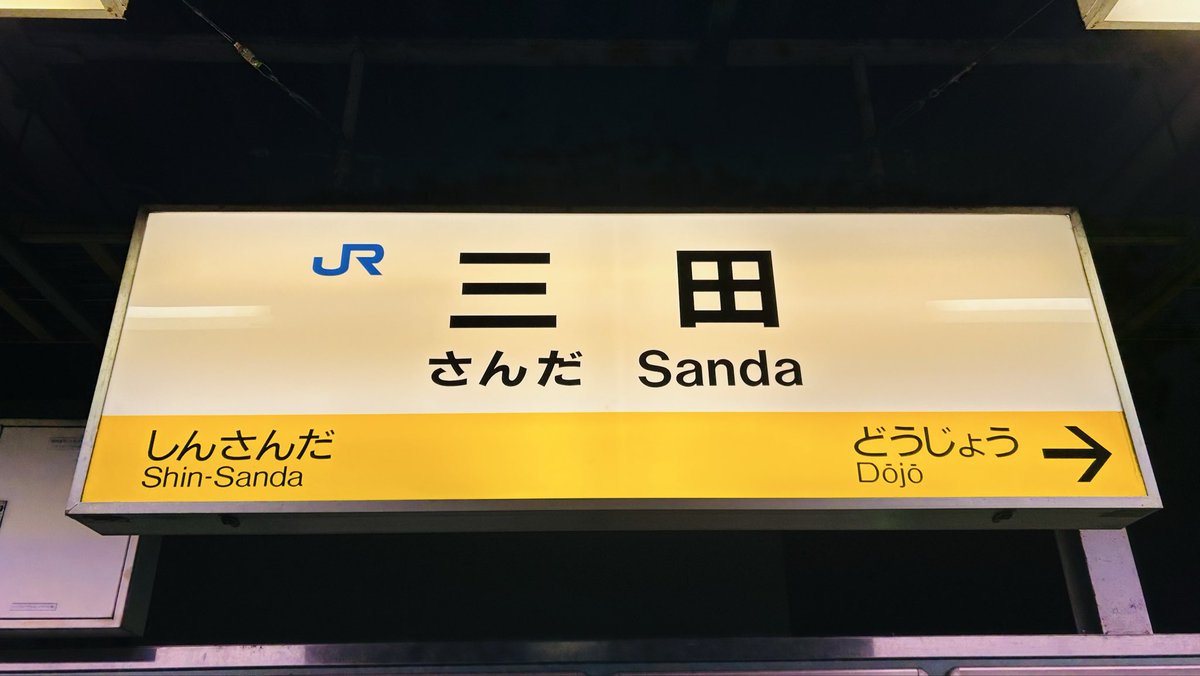 JR 三田
さんだ Sanda
しんさんだ
Shin-Sanda
どうじょう →
Dōjō